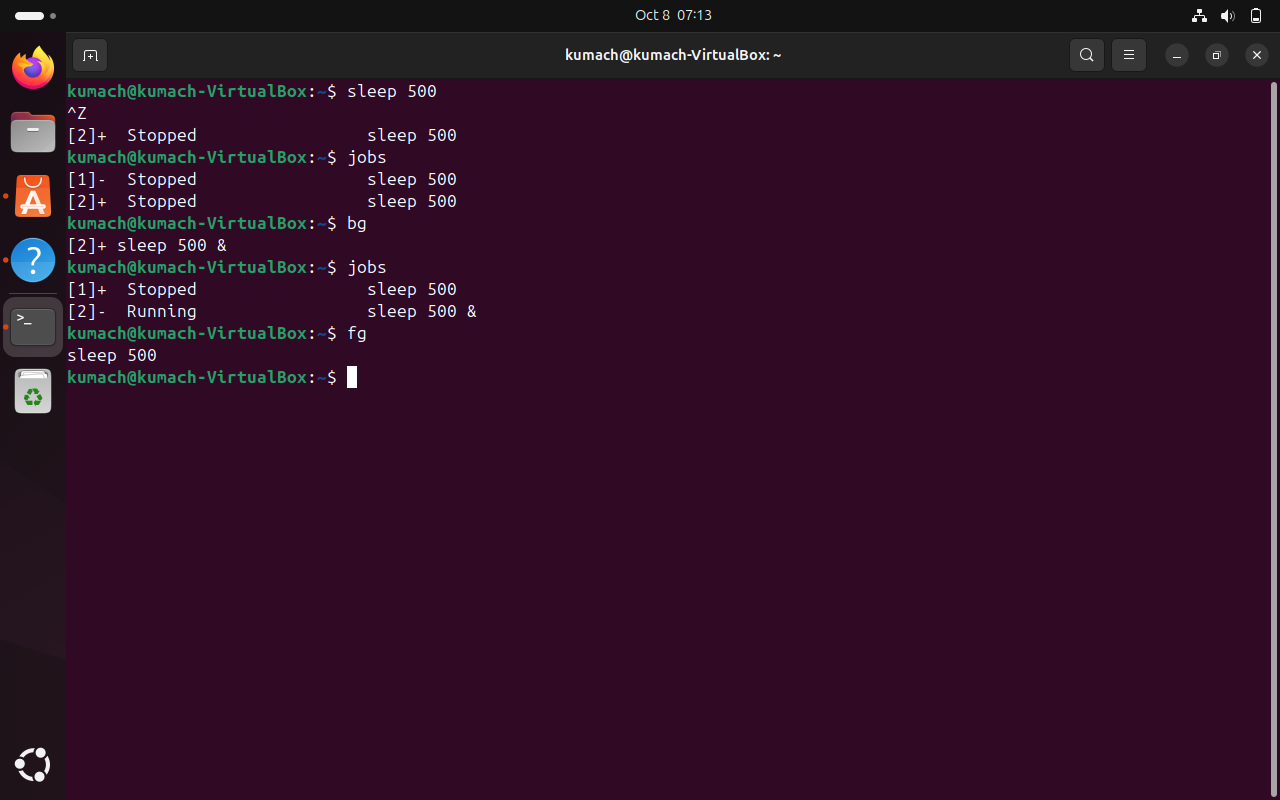 Oct 8 07:13
kumach@kumach-VirtualBox: ~
kumach@kumach-VirtualBox:~$ sleep 500
^Z
[2]+  Stopped                 sleep 500
kumach@kumach-VirtualBox:~$ jobs
[1]-  Stopped                 sleep 500
[2]+  Stopped                 sleep 500
kumach@kumach-VirtualBox:~$ bg
[2]+ sleep 500 &
kumach@kumach-VirtualBox:~$ jobs
[1]+  Stopped                 sleep 500
[2]-  Running                 sleep 500 &
kumach@kumach-VirtualBox:~$ fg
sleep 500
kumach@kumach-VirtualBox:~$